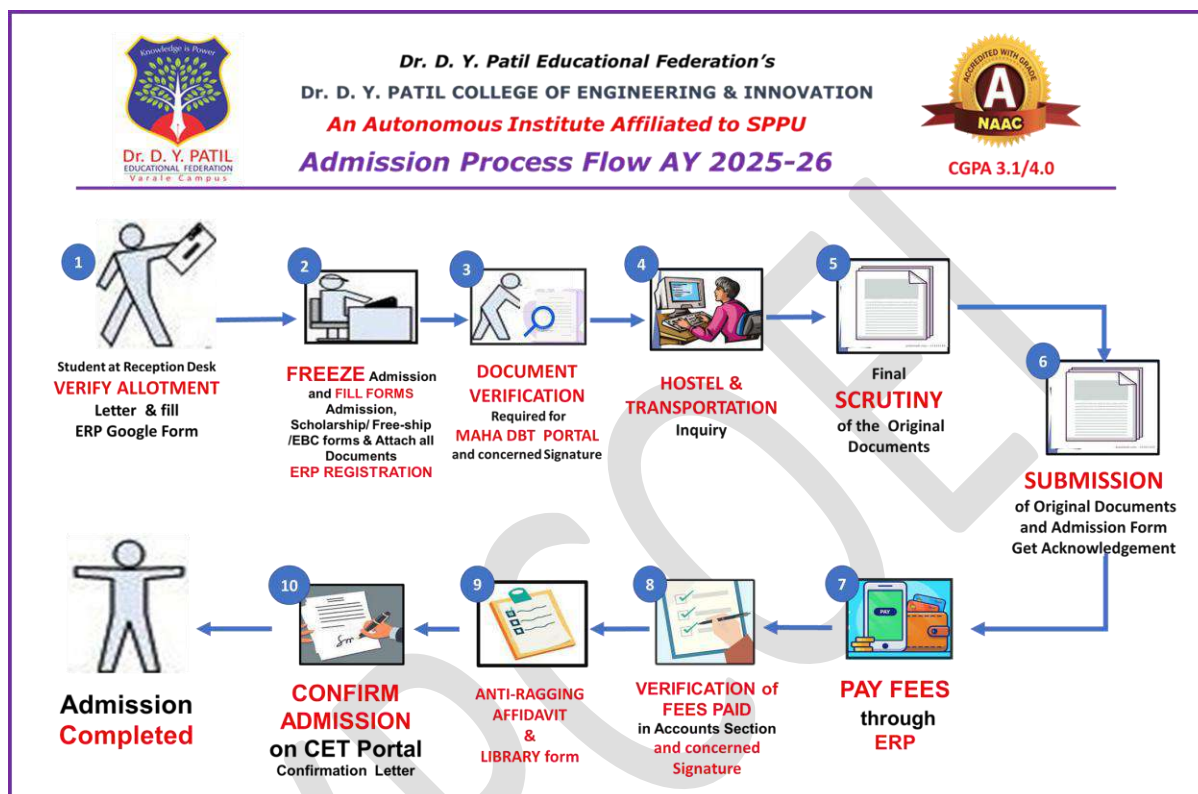 Knowledge is Power
Dr. D. Y. PATIL
EDUCATIONAL FEDERATION
Varale Campus
Dr. D. Y. Patil Educational Federation's
Dr. D. Y. PATIL COLLEGE OF ENGINEERING & INNOVATION
An Autonomous Institute Affiliated to SPPU
Admission Process Flow AY 2025-26
ACCREDITED WITH GRADE
A
NAAC
CGPA 3.1/4.0
1
Student at Reception Desk
VERIFY ALLOTMENT
Letter & fill
ERP Google Form
2
FREEZE Admission
and FILL FORMS
Admission,
Scholarship/ Free-ship
/EBC forms & Attach all
Documents
ERP REGISTRATION
3
DOCUMENT
VERIFICATION
Required for
MAHA DBT PORTAL
and concerned Signature
4
HOSTEL &
TRANSPORTATION
Inquiry
5
Final
SCRUTINY
of the Original
Documents
6
SUBMISSION
of Original Documents
and Admission Form
Get Acknowledgement
7
PAY
PAY FEES
through
ERP
8
VERIFICATION of
FEES PAID
in Accounts Section
and concerned
Signature
9
ANTI-RAGGING
AFFIDAVIT
&
LIBRARY form
10
CONFIRM
ADMISSION
on CET Portal
Confirmation Letter
Admission
Completed